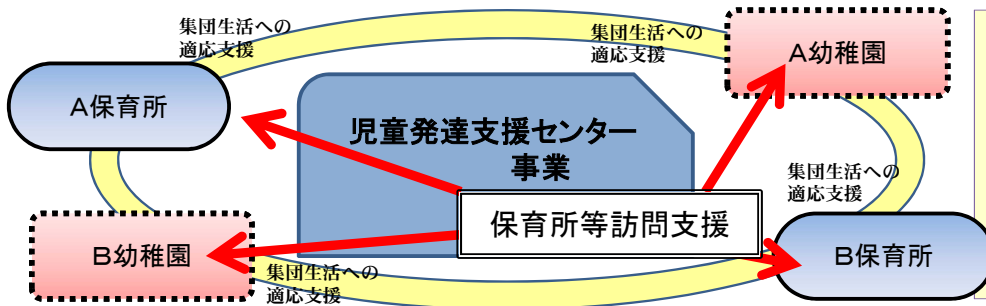 集団生活への
適応支援
集団生活への
適応支援
A幼稚園
A保育所
児童発達支援センター
事業
集団生活への
適応支援
保育所等訪問支援
B幼稚園
B保育所
集団生活への
適応支援